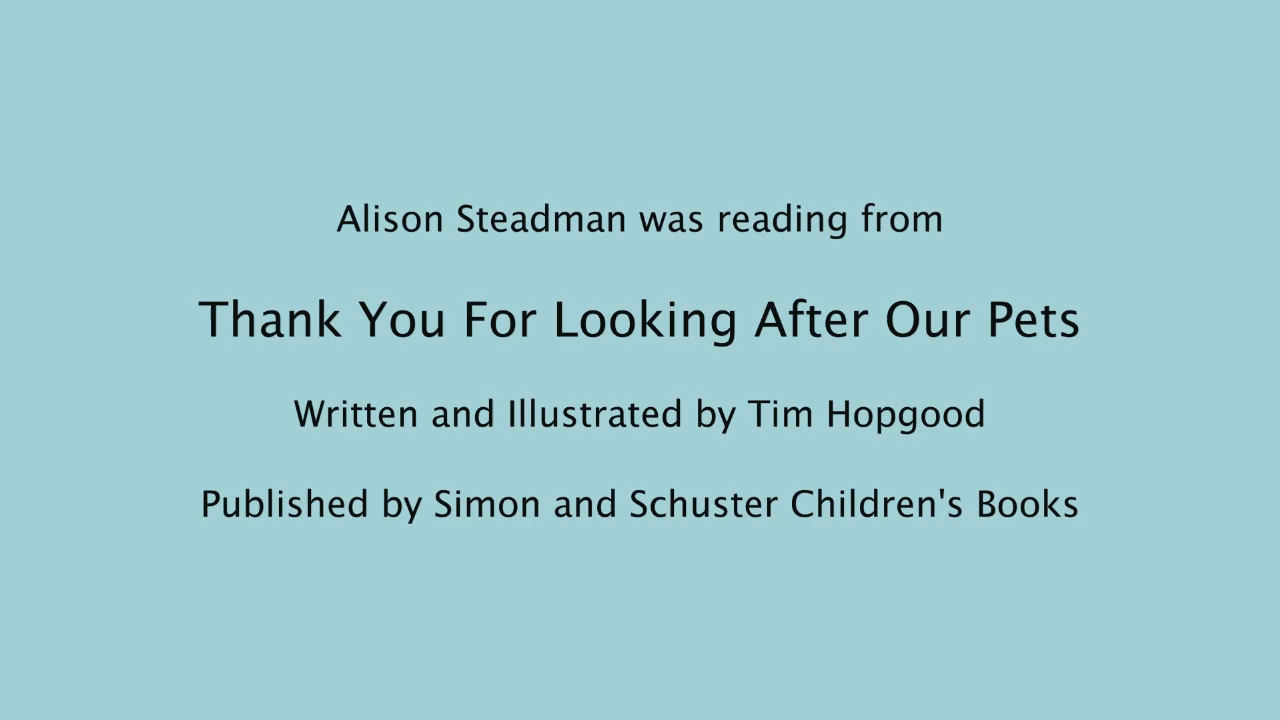 Alison Steadman was reading from
Thank You For Looking After Our Pets
Written and Illustrated by Tim Hopgood
Published by Simon and Schuster Children's Books